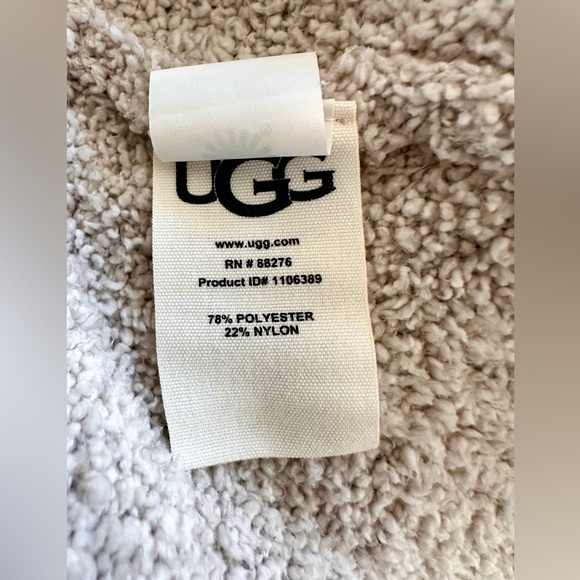 UGG
www.ugg.com
RN # 88276
Product ID# 1106389
78% POLYESTER
22% NYLON